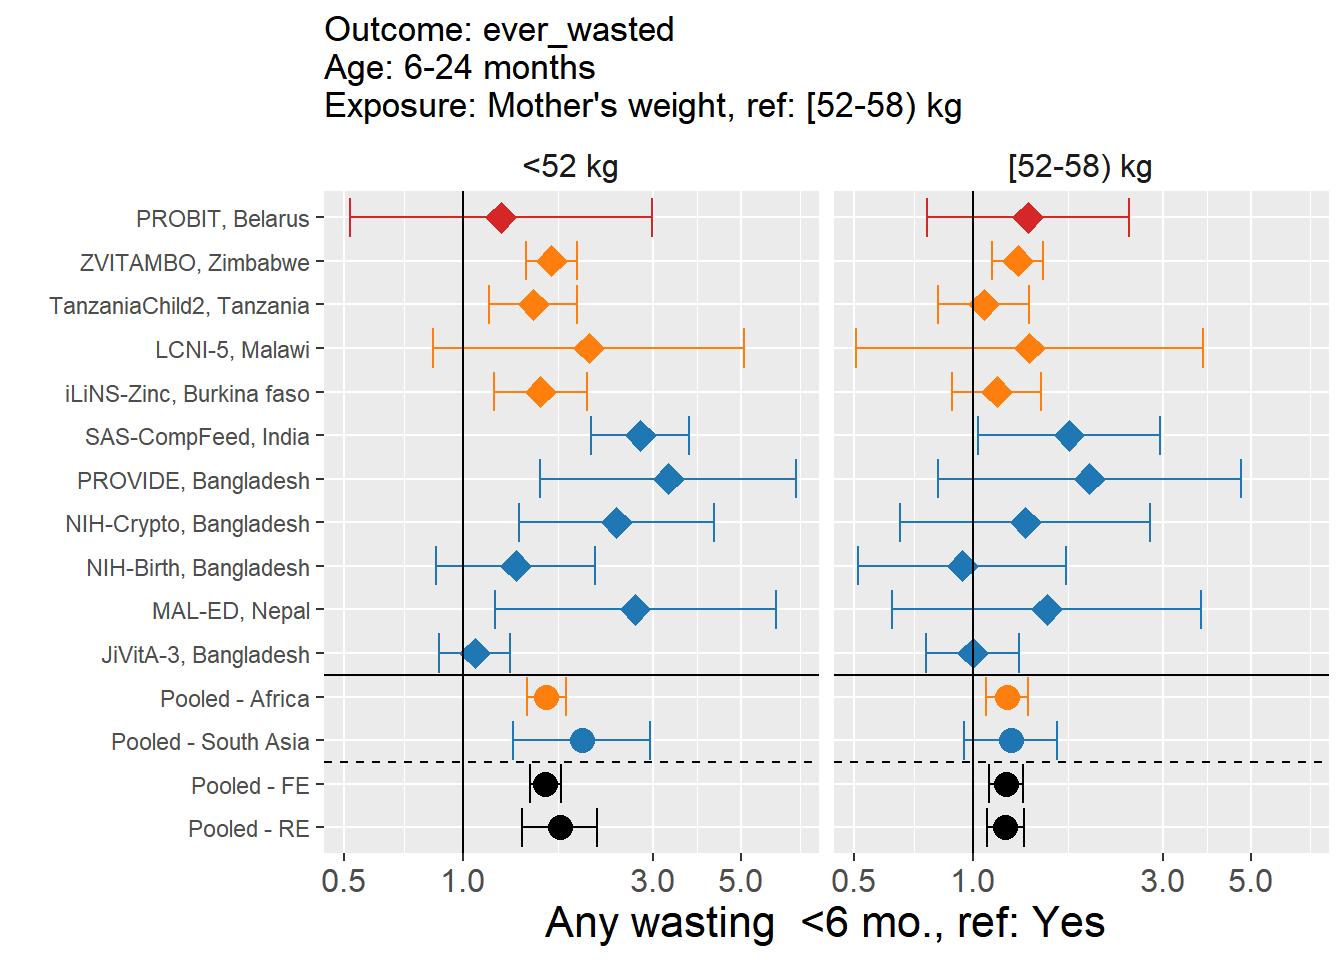 Outcome: ever_wasted
Age: 6-24 months
Exposure: Mother's weight, ref: [52-58) kg
<52 kg
[52-58) kg
PROBIT, Belarus
ZVITAMBO, Zimbabwe
TanzaniaChild2, Tanzania
LCNI-5, Malawi
iLiNS-Zinc, Burkina faso
SAS-CompFeed, India
PROVIDE, Bangladesh
NIH-Crypto, Bangladesh
NIH-Birth, Bangladesh
MAL-ED, Nepal
JiVitA-3, Bangladesh
Pooled - Africa
Pooled - South Asia
Pooled - FE
Pooled - RE
0.5 1.0 3.0 5.0
0.5 1.0 3.0 5.0
Any wasting  <6 mo., ref: Yes